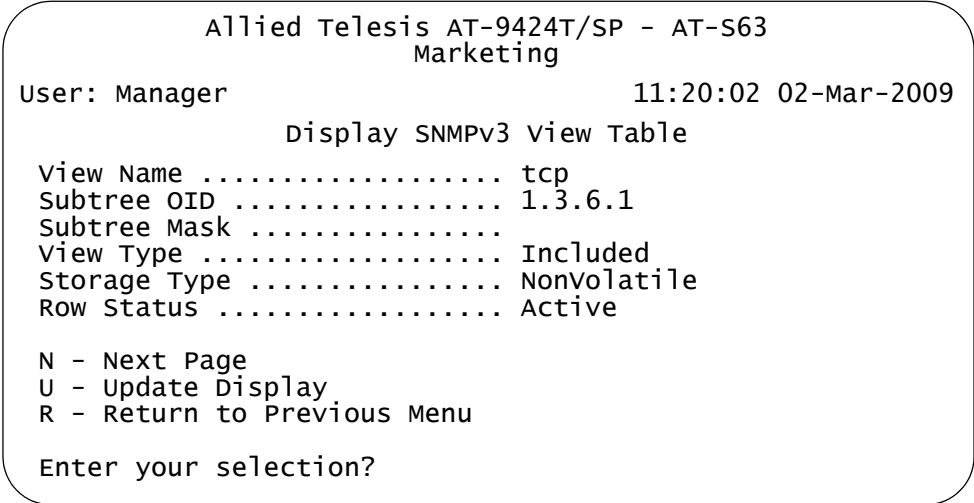 Allied Telesis AT-9424T/SP - AT-S63
Marketing
User: Manager 11:20:02 02-Mar-2009
Display SNMPv3 View Table
View Name ................... tcp
Subtree OID ................. 1.3.6.1
Subtree Mask ................
View Type ................... Included
Storage Type ................ NonVolatile
Row Status .................. Active
N - Next Page
U - Update Display
R - Return to Previous Menu
Enter your selection?